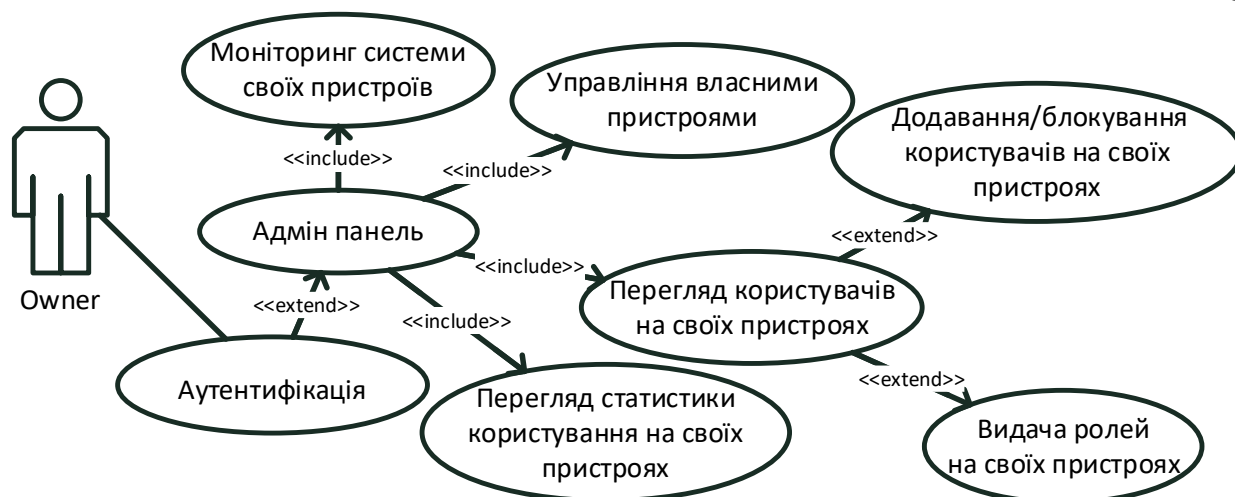 Моніторинг системи
своїх пристроїв
Управління власними
пристроями
Додавання/блокування
користувачів на своїх
пристроях
<<include>>
<<include>>
Адмін панель
<<extend>>
<<include>>
Owner
<<extend>>
<<include>>
Перегляд користувачів
на своїх пристроях
Аутентифікація
Перегляд статистики
користування на своїх
пристроях
<<extend>>
Видача ролей
на своїх пристроях